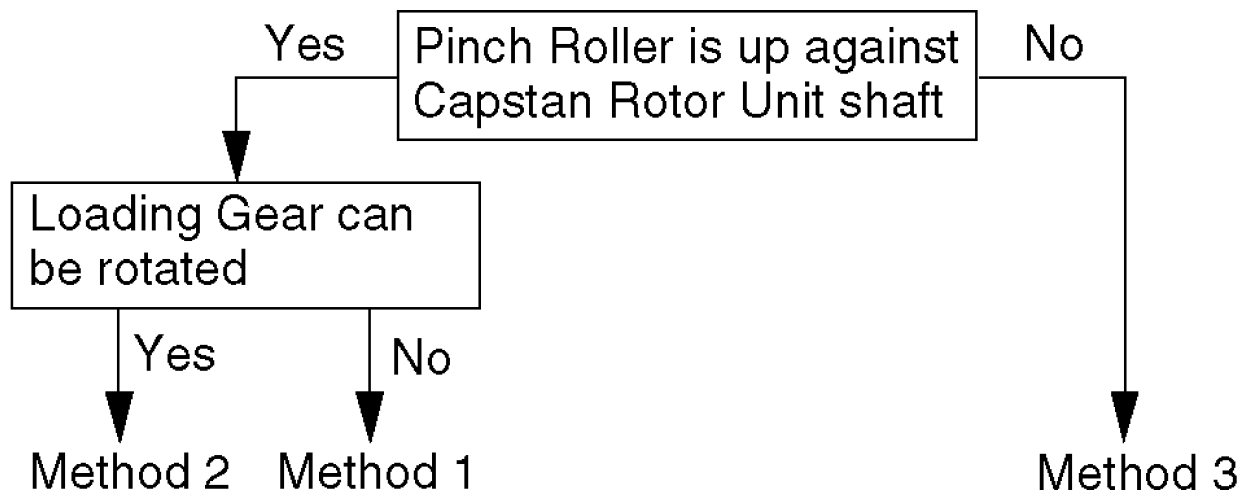 Yes
Pinch Roller is up against
Capstan Rotor Unit shaft
No
Loading Gear can
be rotated
Yes
No
Method 2
Method 1
Method 3